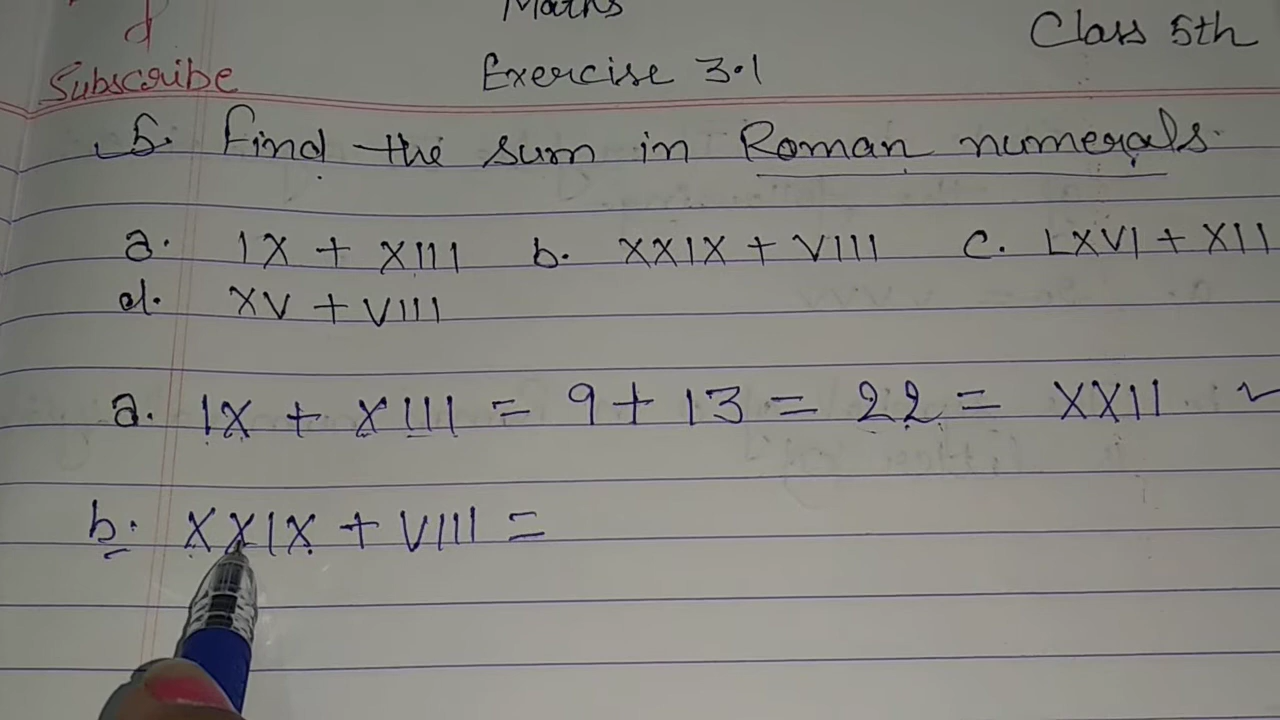 d Maths Class 5th
Subscribe Exercise 3.1
5. Find the sum in Roman numerals.
a. IX + XIII b. XXIX + VIII c. LXVI + XII
d. XV + VIII
a. IX + XIII = 9 + 13 = 22 = XXII
b. XXIX + VIII =